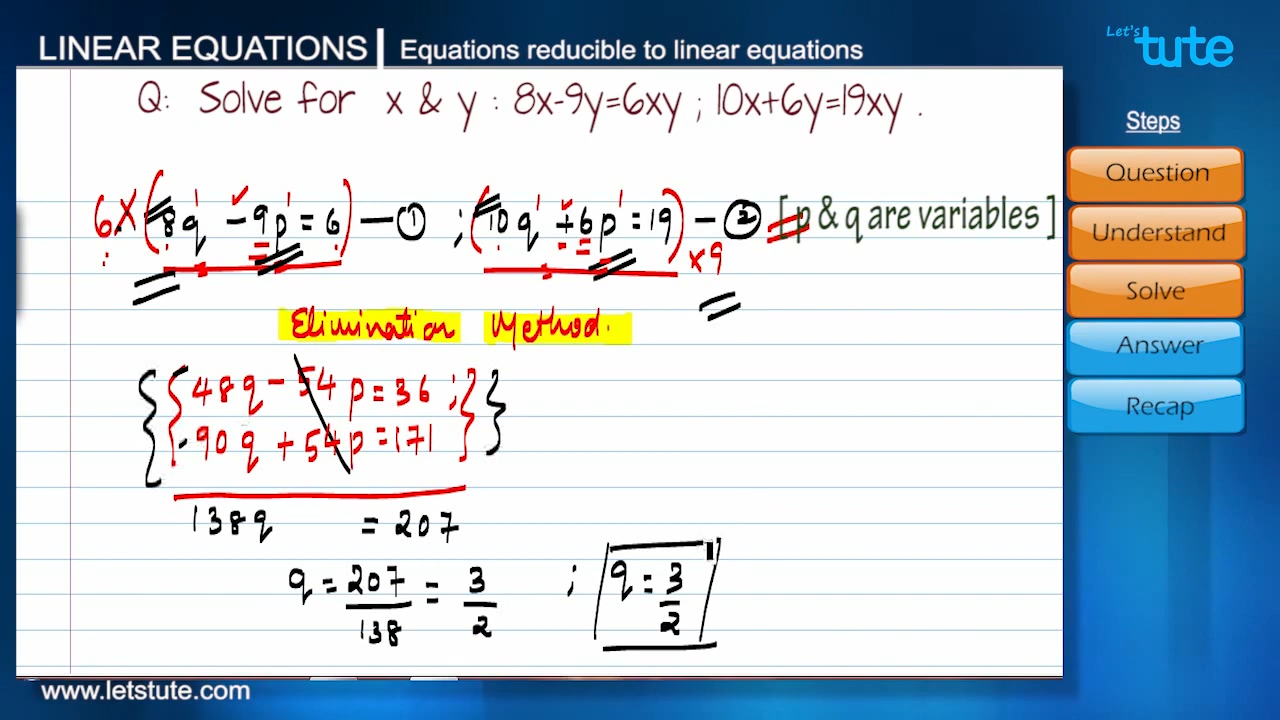 LINEAR EQUATIONS | Equations reducible to linear equations
Let's tute
Q: Solve for x & y : 8x-9y=6xy ; 10x+6y=19xy .
6 × (8q' - 9p' = 6) — ① ; (10q' + 6p' = 19) — ② [ p & q are variables ]
×9
Elimination Method.
{ { 48q - 54p = 36 ; } }
90q + 54p = 171
138q = 207
q = 207/138 = 3/2 ; q = 3/2
Steps
Question
Understand
Solve
Answer
Recap
www.letstute.com